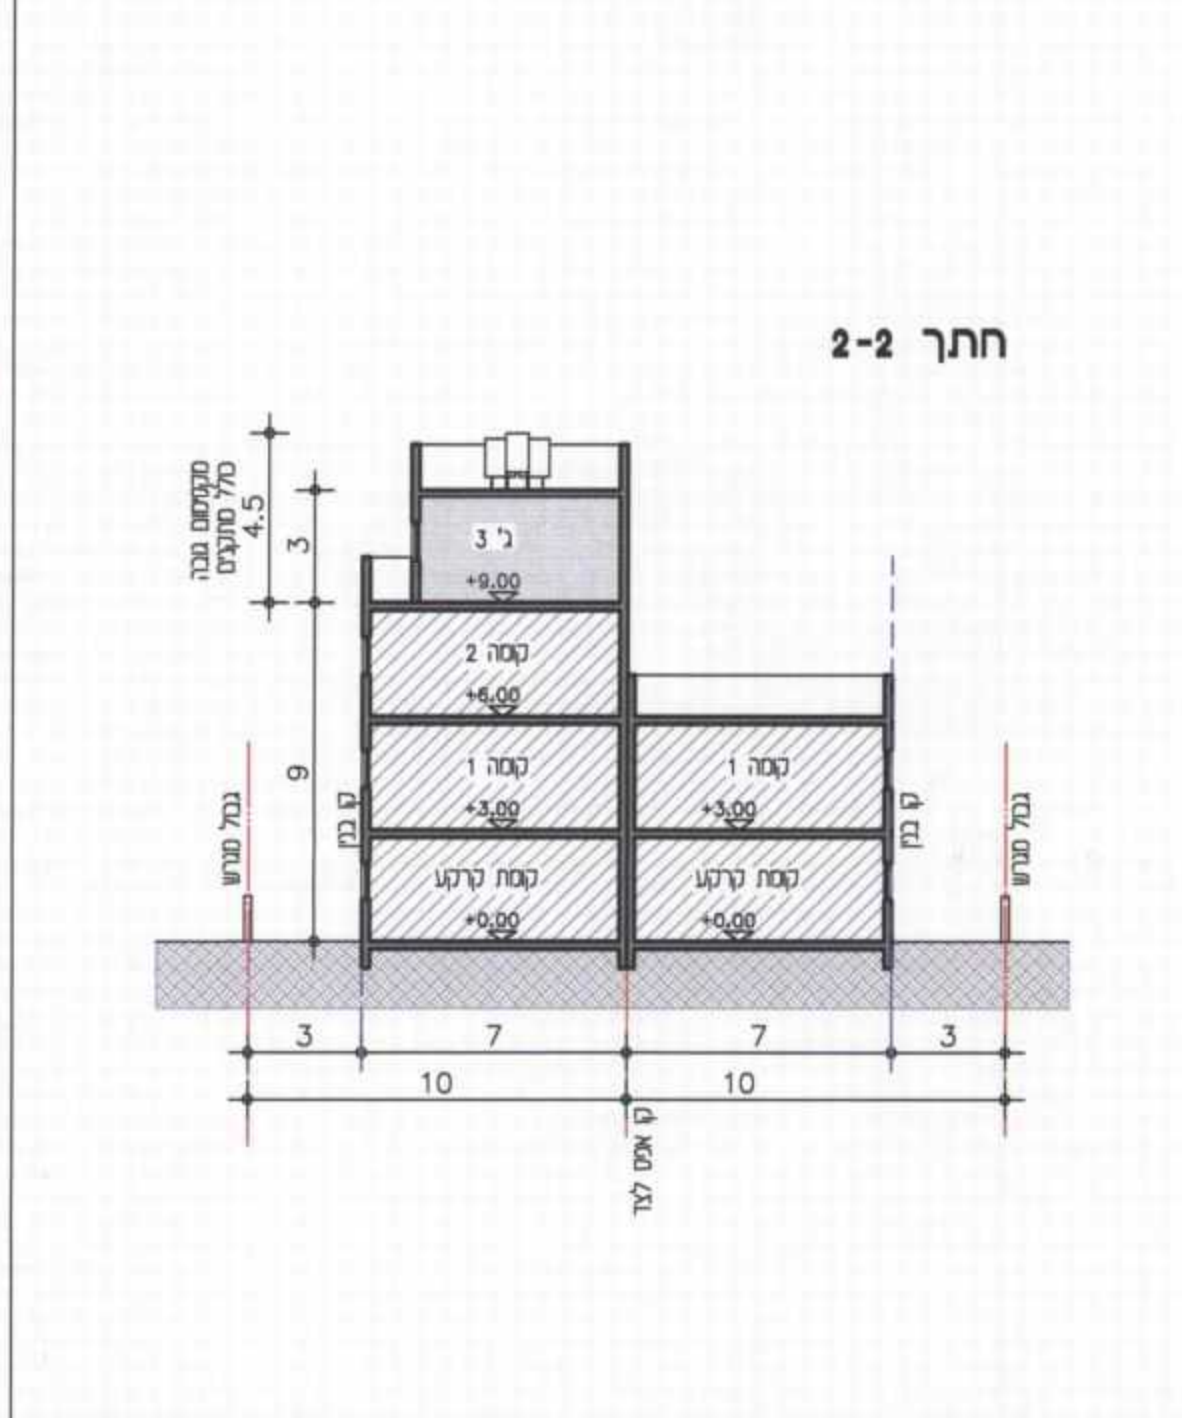 חתך 2-2
מקסימום גובה
כולל מתקנים
4.5
3
ג' 3
+9.00
קומה 2
+6.00
9
קומה 1
+3.00
קומה 1
+3.00
גבול מגרש
קו בנין
קו בנין
גבול מגרש
קומת קרקע
+0.00
קומת קרקע
+0.00
3
7
7
3
10
10
קו אפס לצד